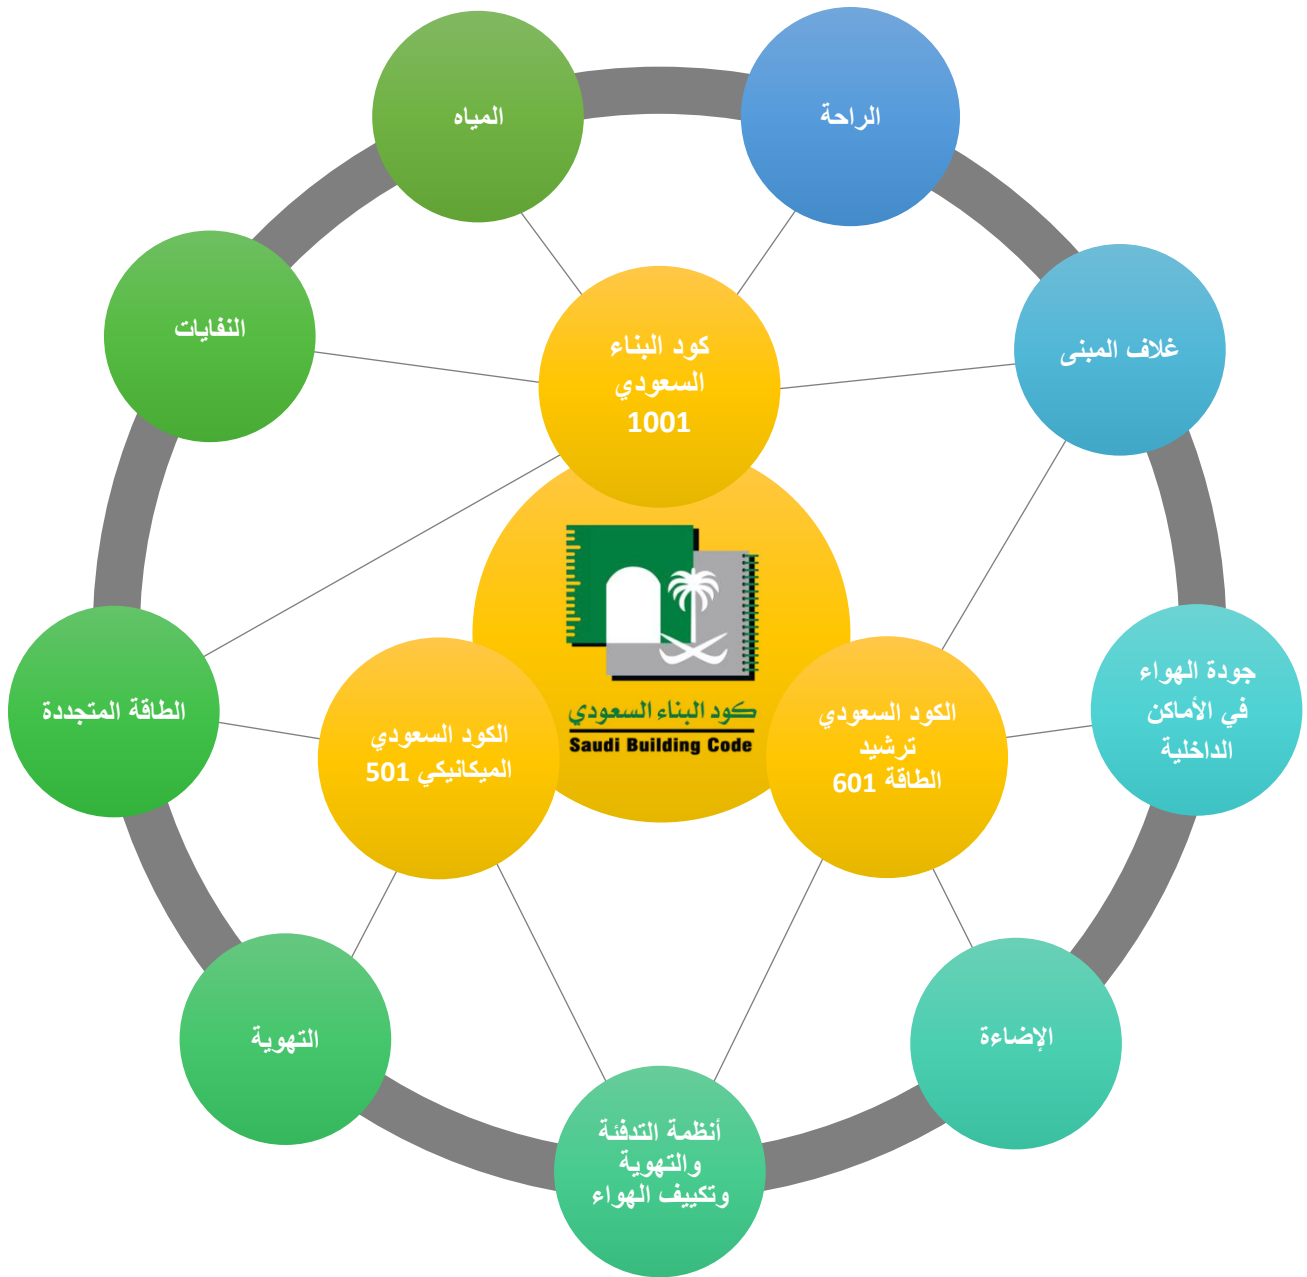 المياه
الراحة
النفايات
غلاف المبنى
كود البناء
السعودي
1001
كود البناء السعودي
Saudi Building Code
الطاقة المتجددة
الكود السعودي
الميكانيكي 501
الكود السعودي
ترشيد
الطاقة 601
جودة الهواء
في الأماكن
الداخلية
التهوية
الإضاءة
أنظمة التدفئة
والتهوية
وتكييف الهواء